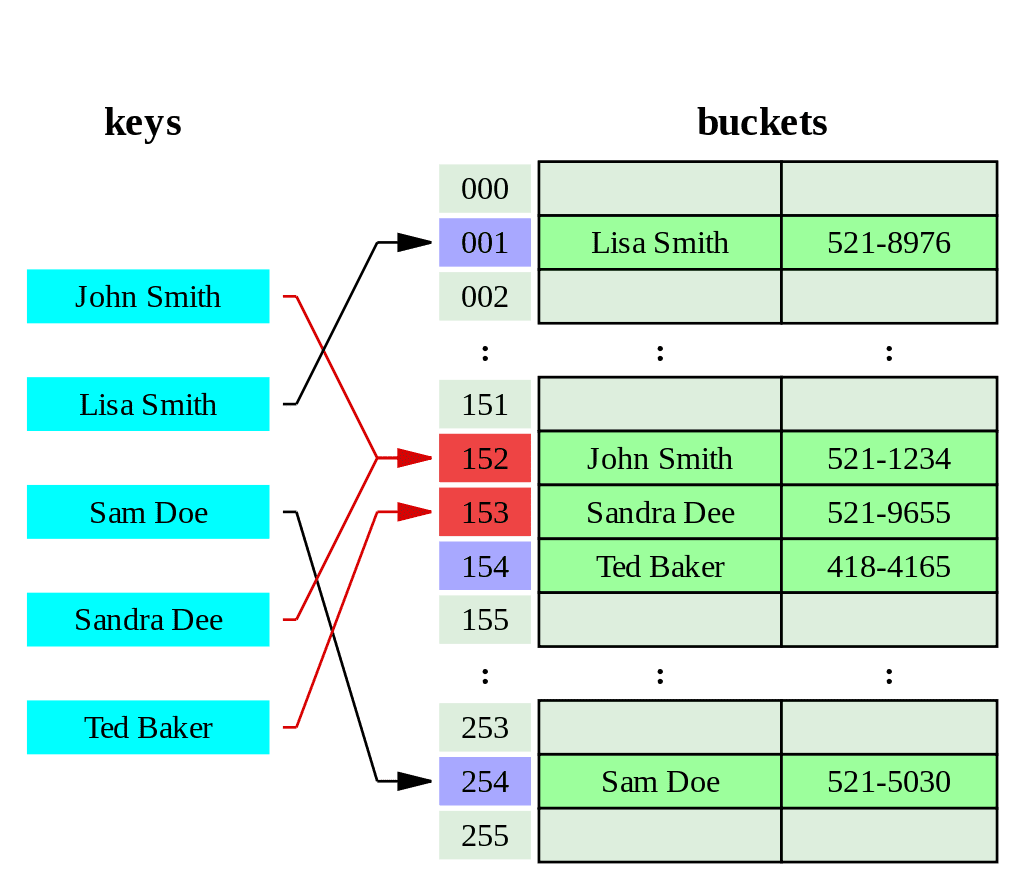 keys
John Smith
Lisa Smith
Sam Doe
Sandra Dee
Ted Baker
buckets
000
001 Lisa Smith 521-8976
002
: : :
151
152 John Smith 521-1234
153 Sandra Dee 521-9655
154 Ted Baker 418-4165
155
: : :
253
254 Sam Doe 521-5030
255